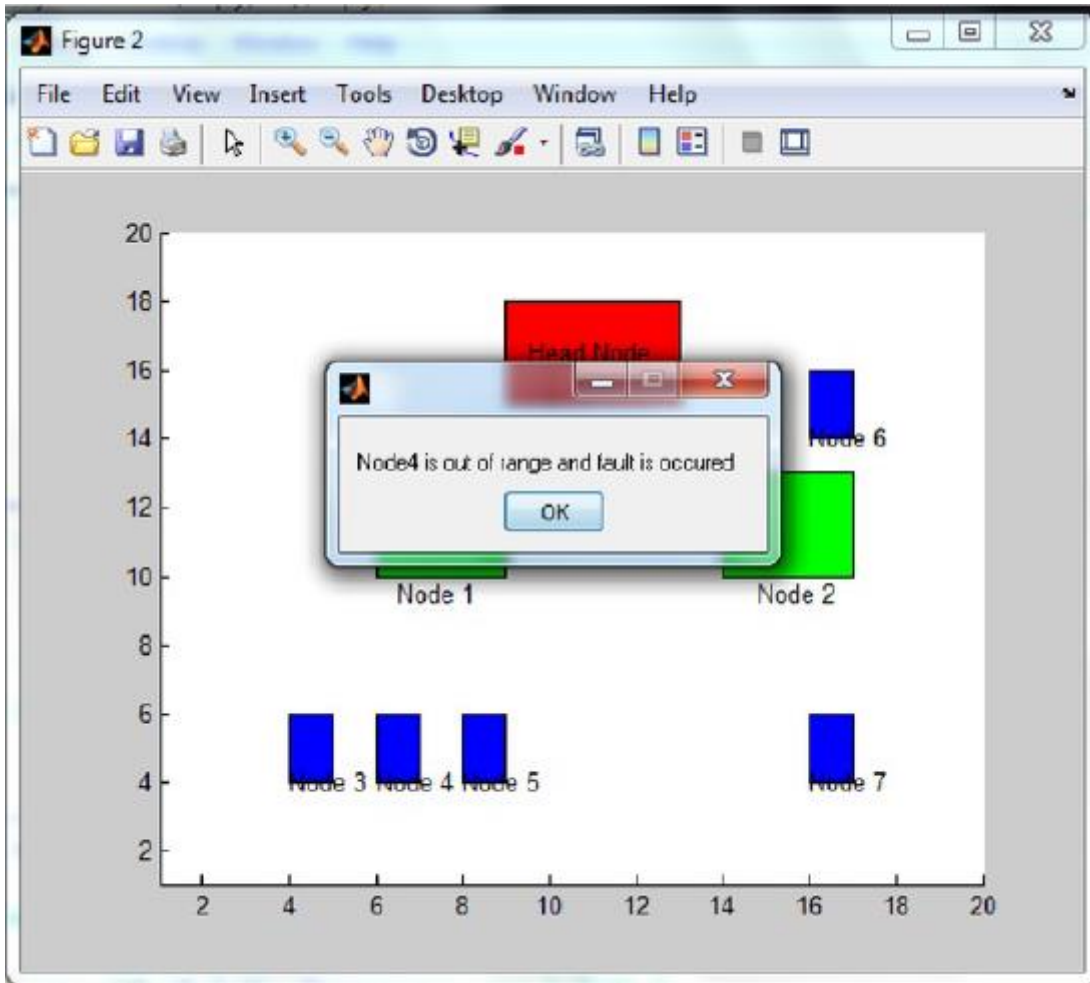 Figure 2
File Edit View Insert Tools Desktop Window Help
20
18
Head Node
16
14
Node 6
Node4 is out of range and fault is occured
12
OK
10
Node 1
Node 2
8
6
4
Node 3
Node 4
Node 5
Node 7
2
2 4 6 8 10 12 14 16 18 20